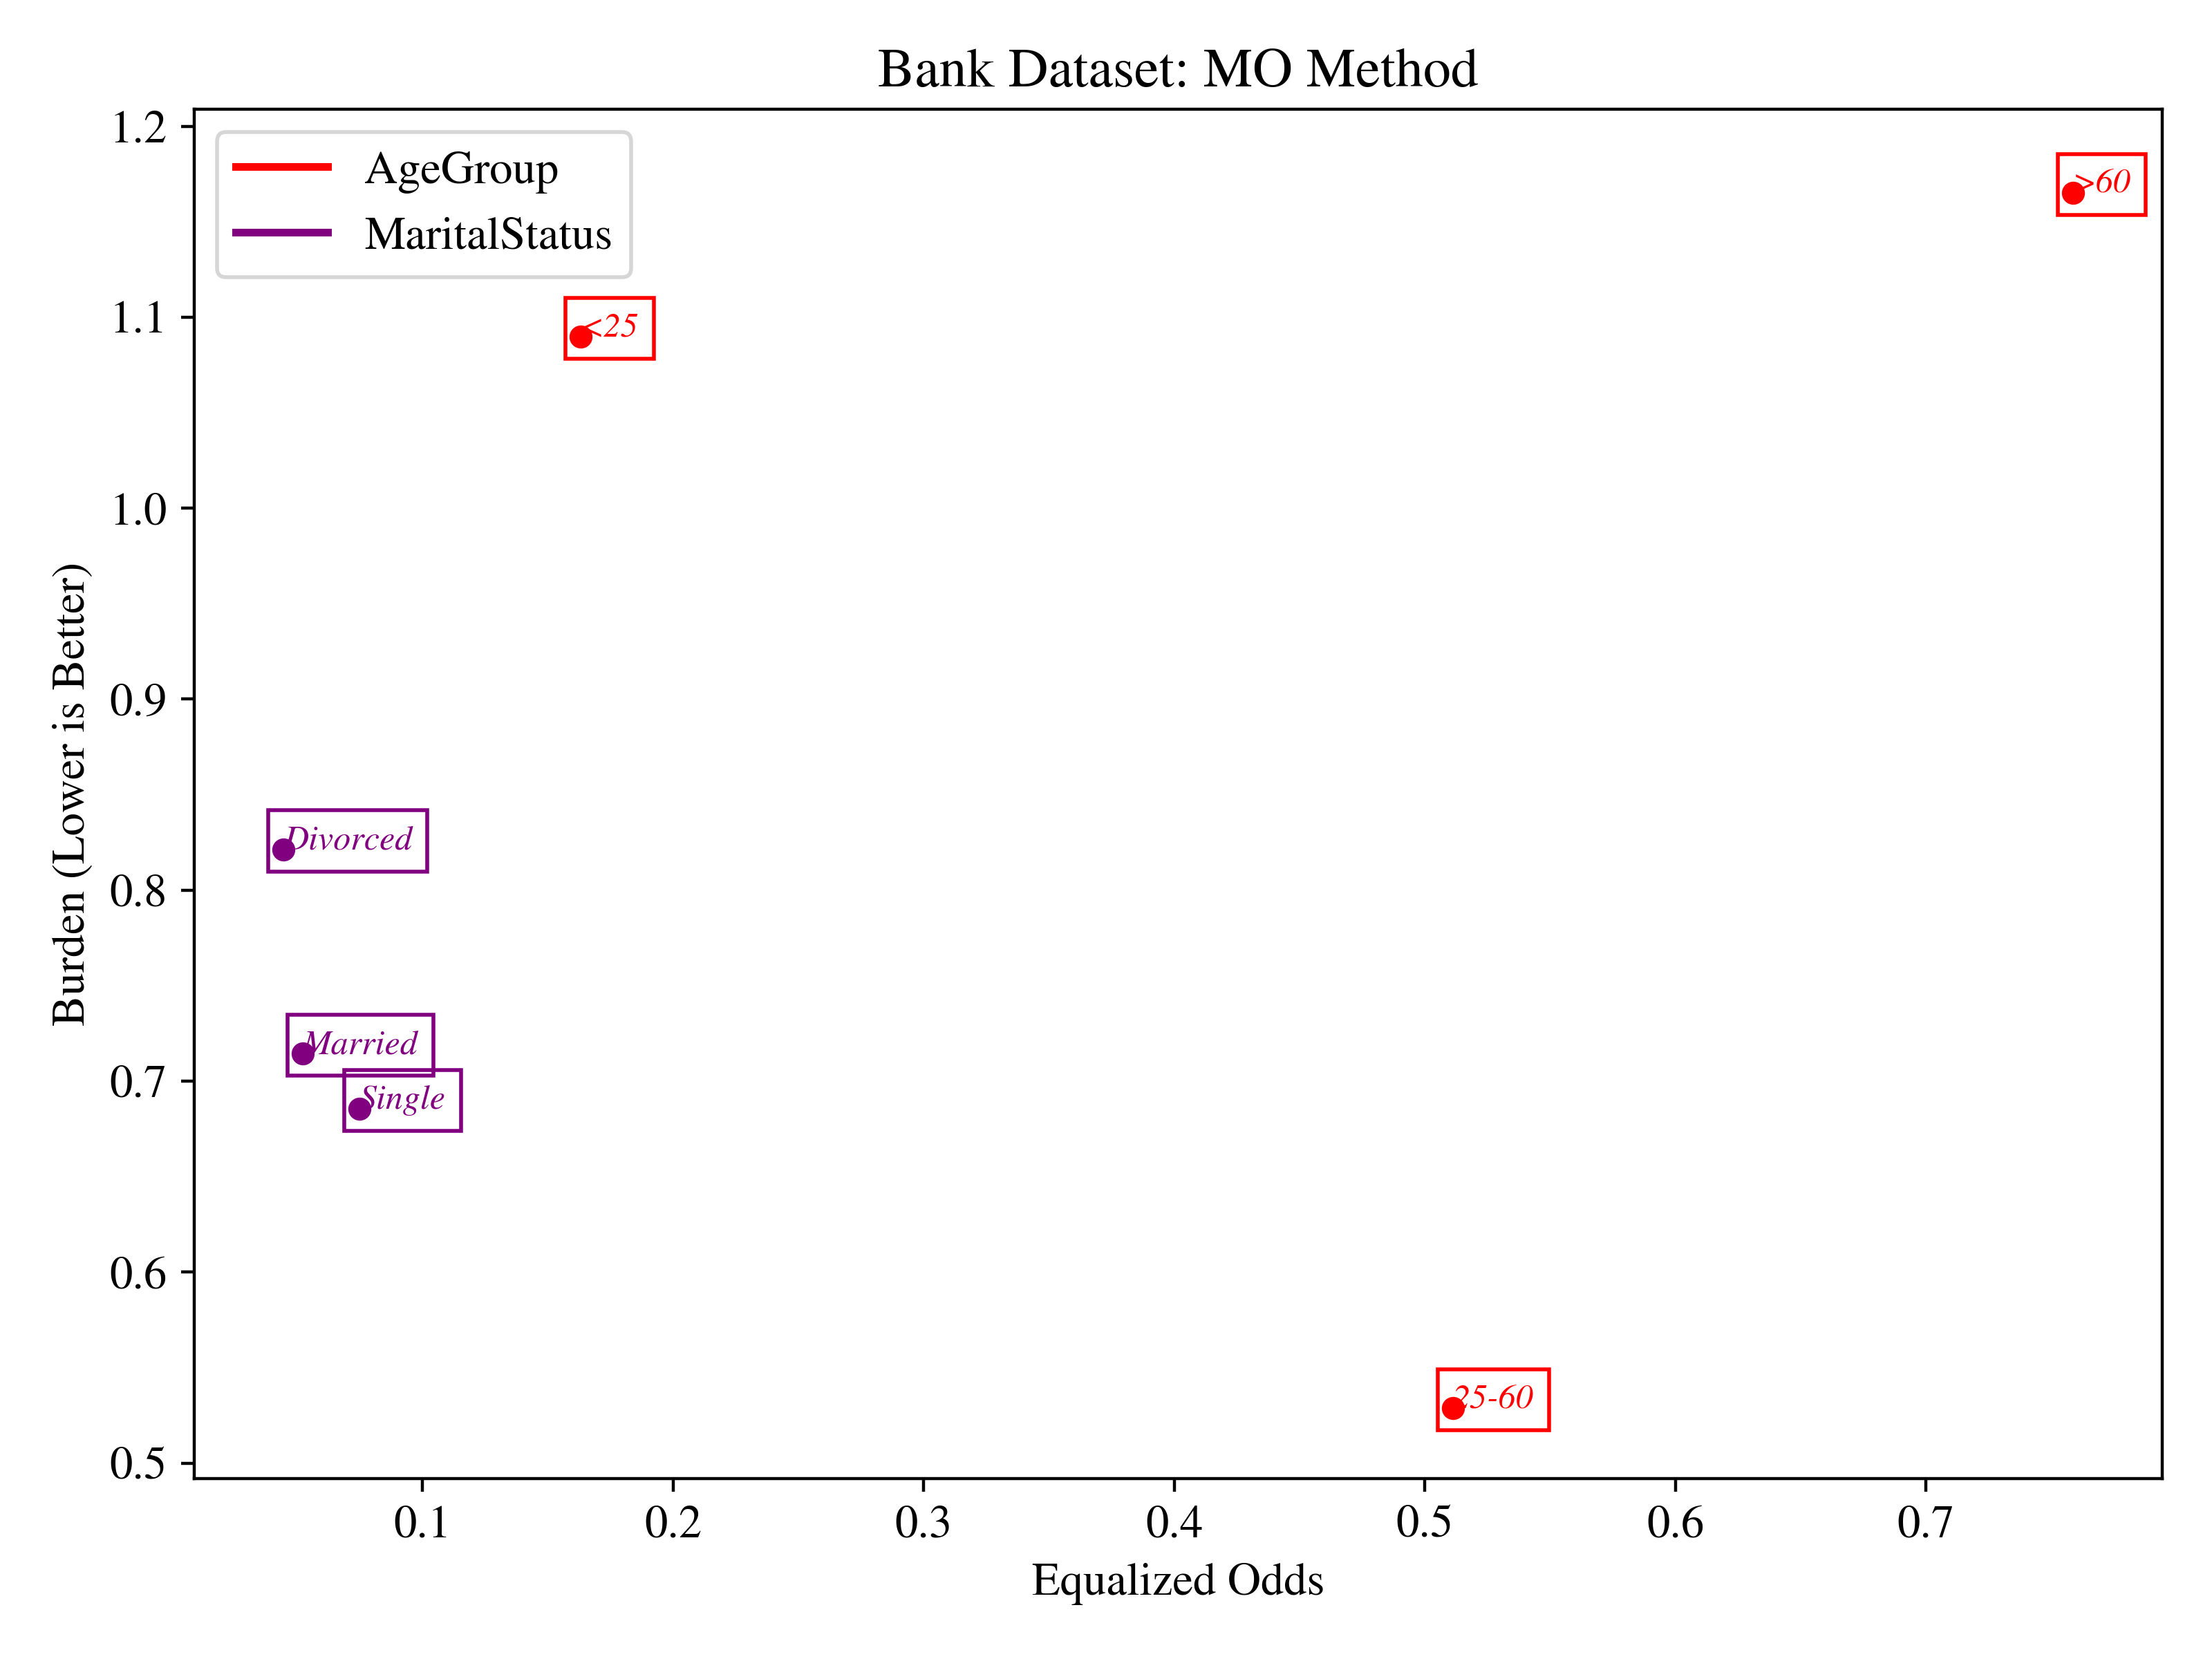 Bank Dataset: MO Method
AgeGroup
MaritalStatus
>60
<25
Divorced
Married
Single
25-60
1.2
1.1
1.0
0.9
0.8
0.7
0.6
0.5
Burden (Lower is Better)
0.1 0.2 0.3 0.4 0.5 0.6 0.7
Equalized Odds